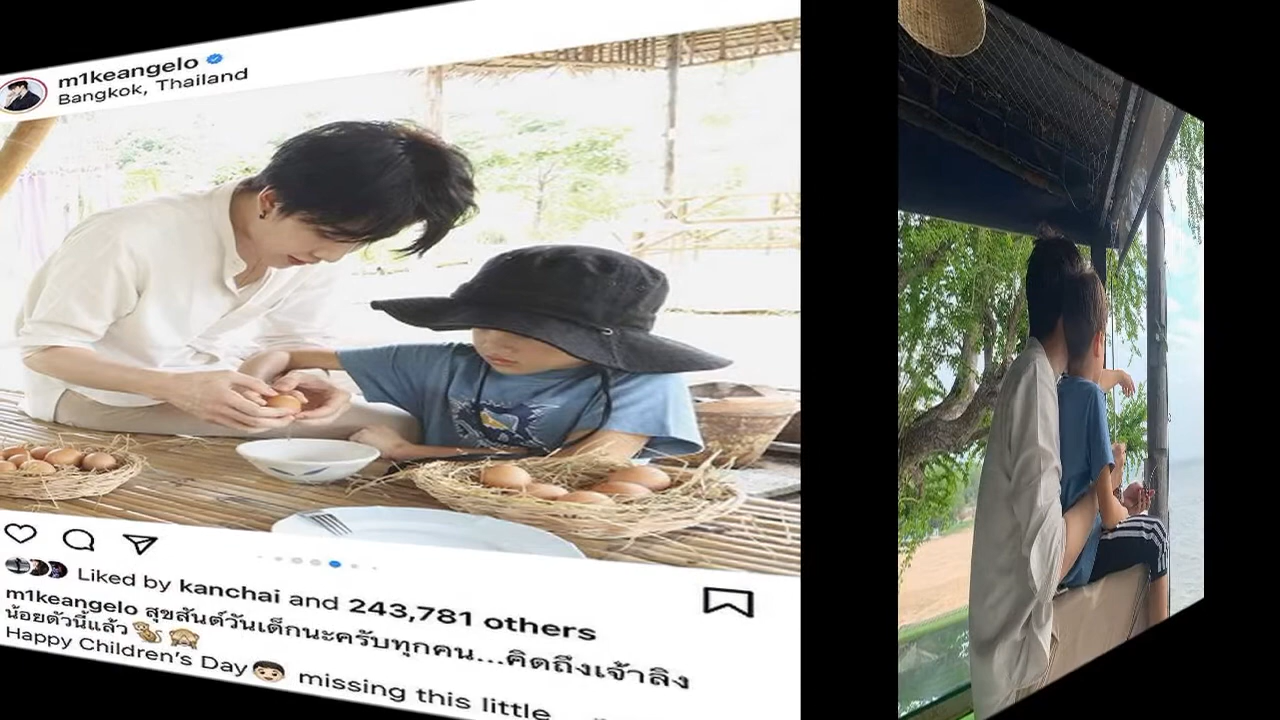 m1keangelo
Bangkok, Thailand
Liked by kanchai and 243,781 others
m1keangelo สุขสันต์วันเด็กนะครับทุกคน...คิดถึงเจ้าลิง
น้อยตัวนี้แล้ว🐒🙈
Happy Children's Day👦🏻 missing this little